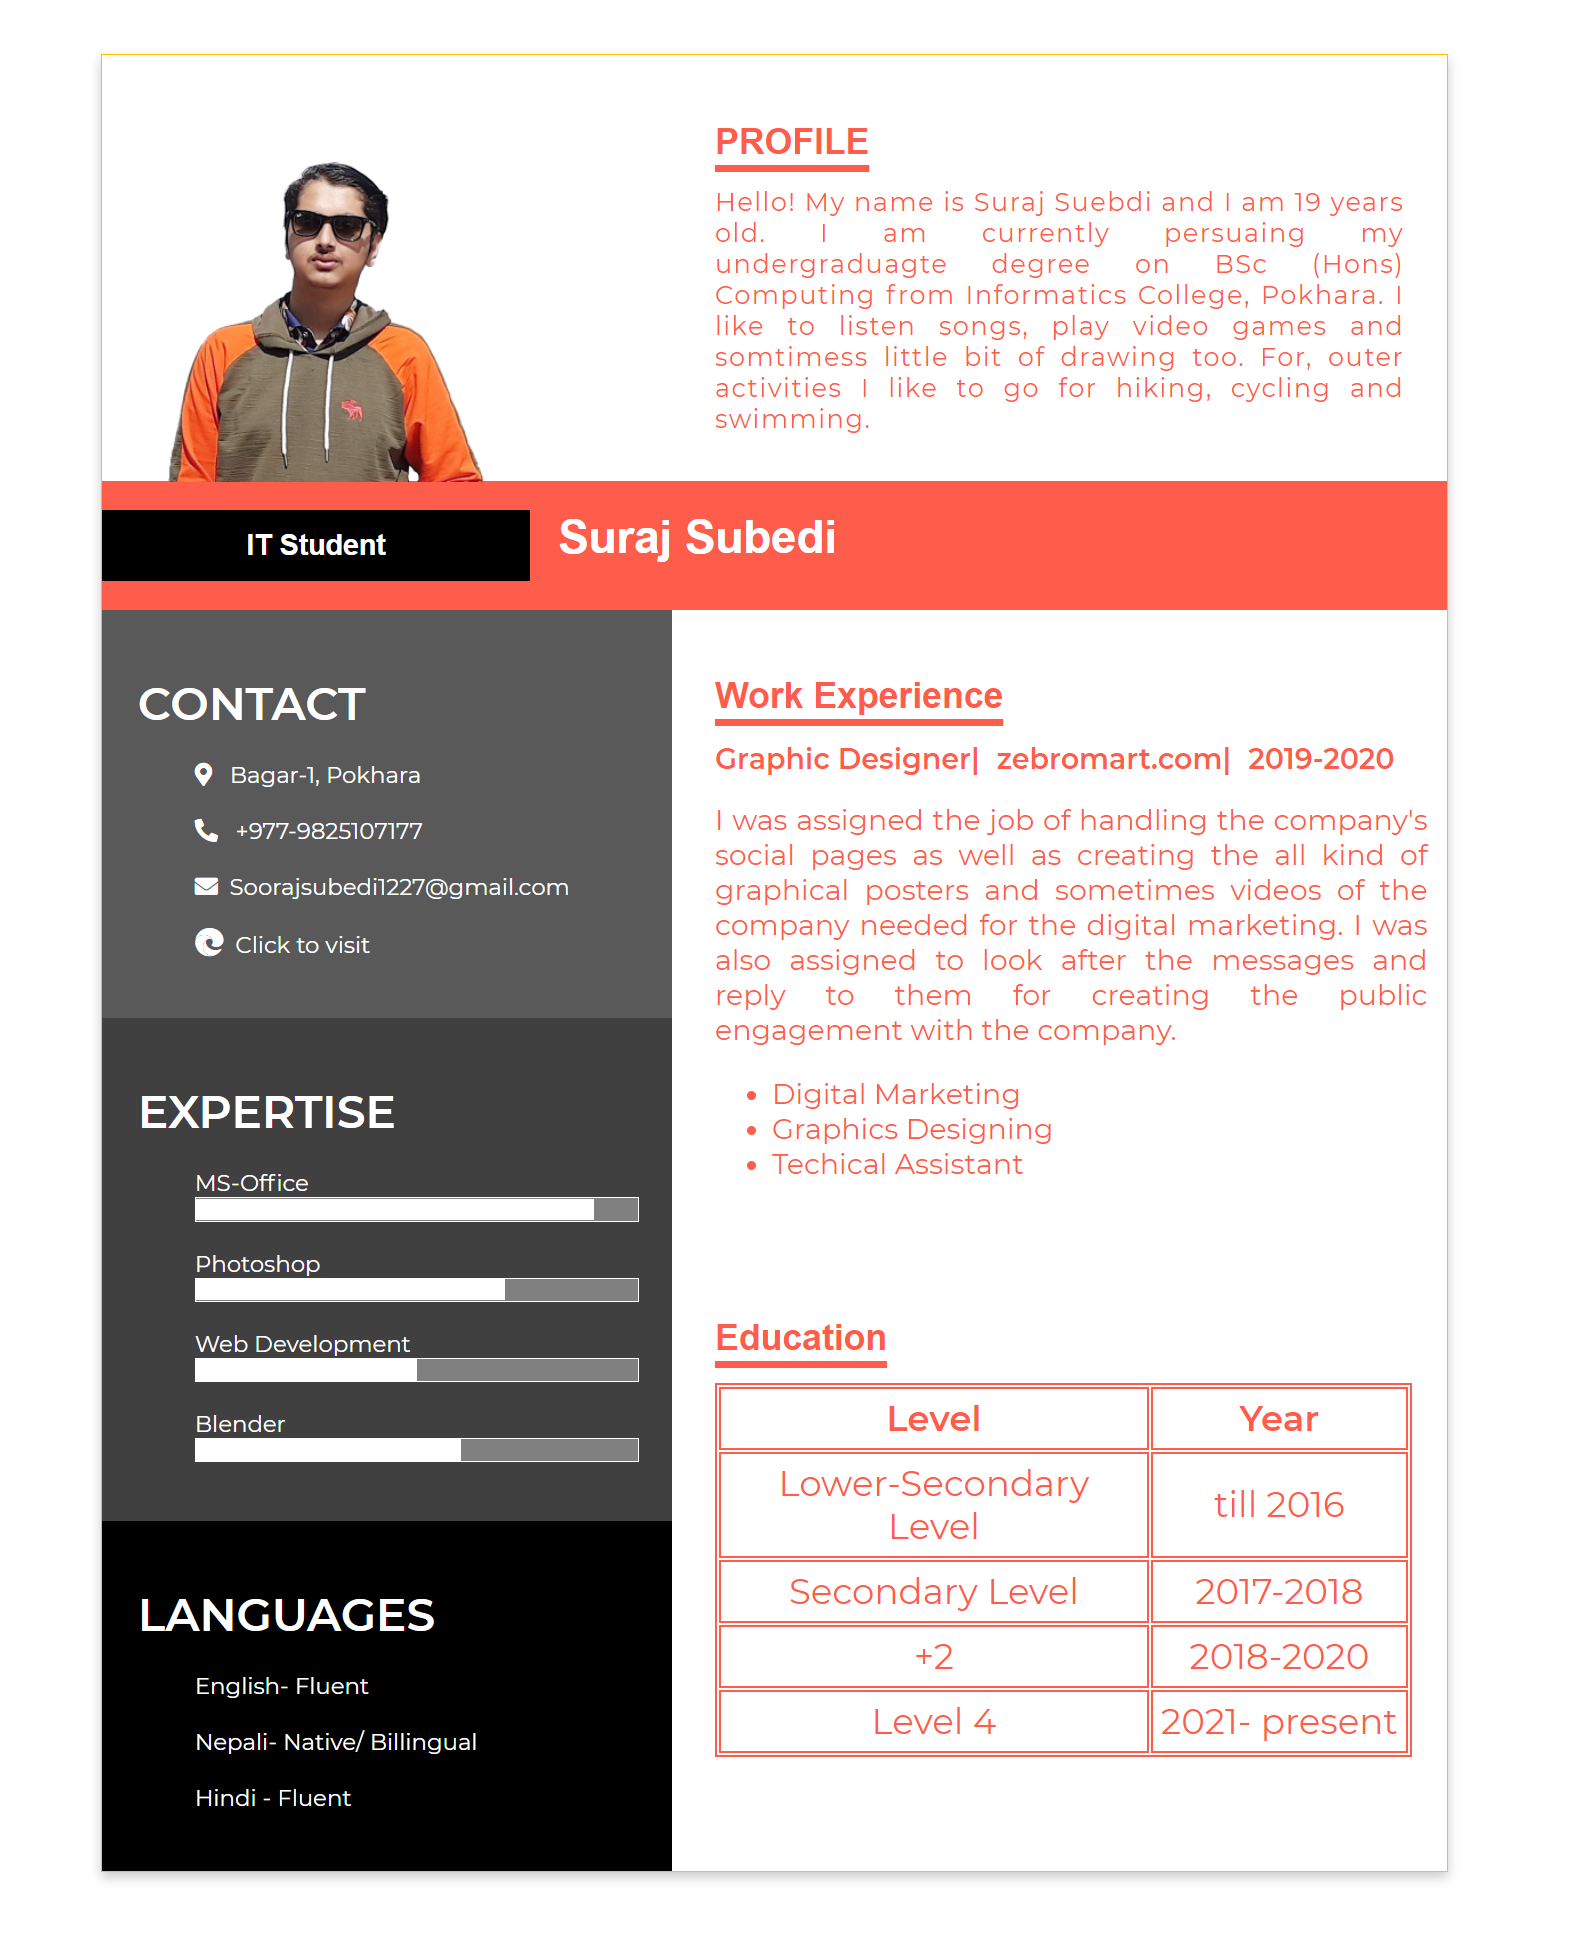 PROFILE
Hello! My name is Suraj Suebdi and I am 19 years
old. I am currently persuaing my
undergraduagte degree on BSc (Hons)
Computing from Informatics College, Pokhara. I
like to listen songs, play video games and
somtimess little bit of drawing too. For, outer
activities I like to go for hiking, cycling and
swimming.
IT Student
Suraj Subedi
CONTACT
Bagar-1, Pokhara
+977-9825107177
Soorajsubedi1227@gmail.com
Click to visit
EXPERTISE
MS-Office
Photoshop
Web Development
Blender
LANGUAGES
English- Fluent
Nepali- Native/ Billingual
Hindi - Fluent
Work Experience
Graphic Designer| zebromart.com| 2019-2020
I was assigned the job of handling the company's
social pages as well as creating the all kind of
graphical posters and sometimes videos of the
company needed for the digital marketing. I was
also assigned to look after the messages and
reply to them for creating the public
engagement with the company.
• Digital Marketing
• Graphics Designing
• Techical Assistant
Education
Level Year
Lower-Secondary
Level till 2016
Secondary Level 2017-2018
+2 2018-2020
Level 4 2021- present